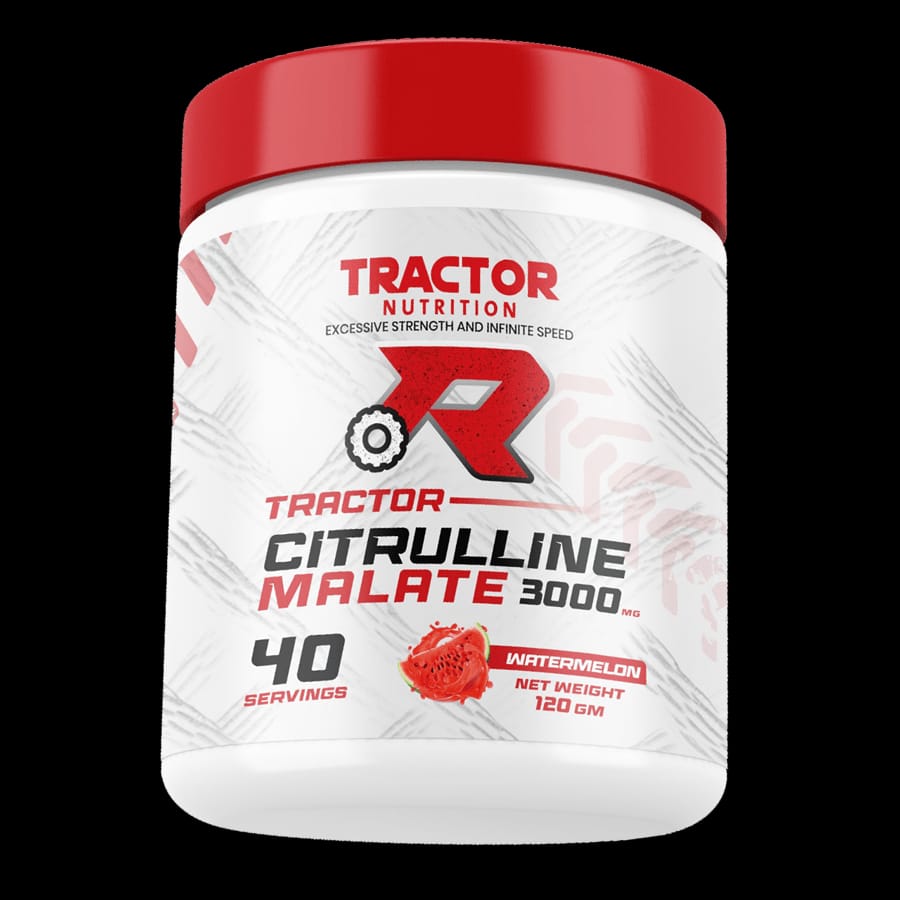 TRACTOR
NUTRITION
EXCESSIVE STRENGTH AND INFINITE SPEED
TRACTOR
CITRULLINE
MALATE 3000 MG
40
SERVINGS
WATERMELON
NET WEIGHT
120 GM